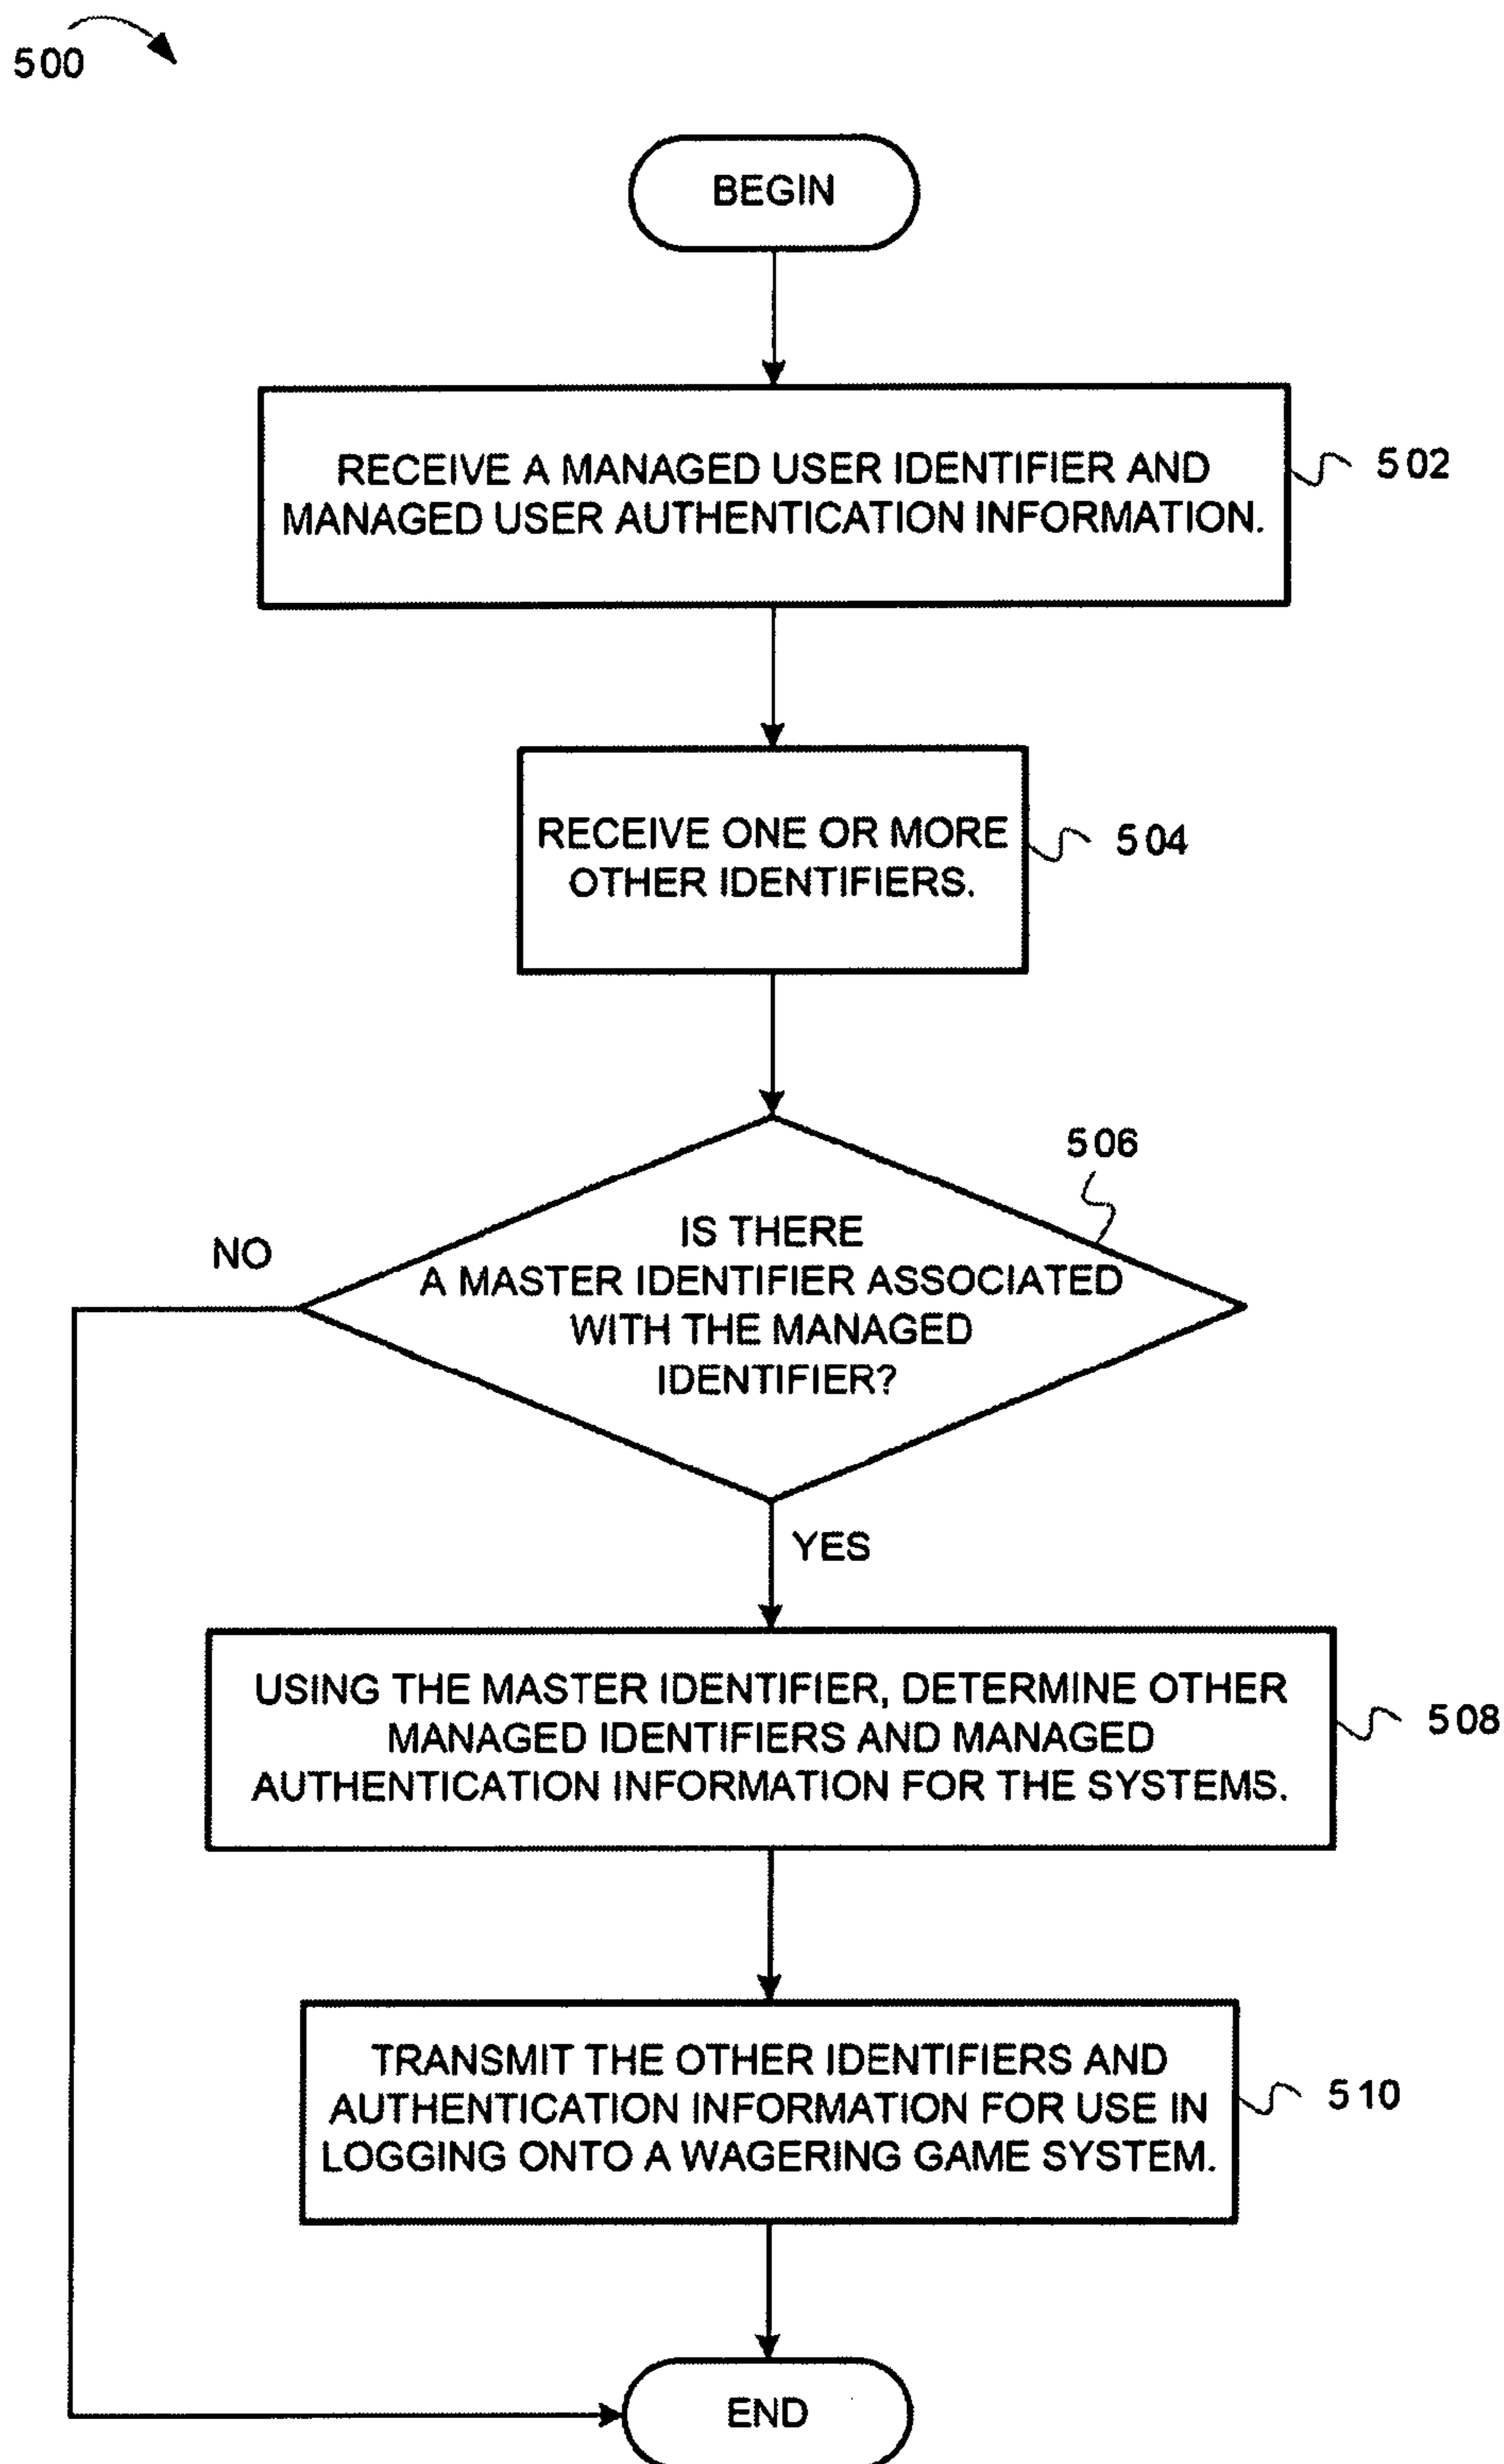 500
BEGIN
RECEIVE A MANAGED USER IDENTIFIER AND
MANAGED USER AUTHENTICATION INFORMATION.
502
RECEIVE ONE OR MORE
OTHER IDENTIFIERS.
504
506
IS THERE
A MASTER IDENTIFIER ASSOCIATED
WITH THE MANAGED
IDENTIFIER?
NO
YES
USING THE MASTER IDENTIFIER, DETERMINE OTHER
MANAGED IDENTIFIERS AND MANAGED
AUTHENTICATION INFORMATION FOR THE SYSTEMS.
508
TRANSMIT THE OTHER IDENTIFIERS AND
AUTHENTICATION INFORMATION FOR USE IN
LOGGING ONTO A WAGERING GAME SYSTEM.
510
END